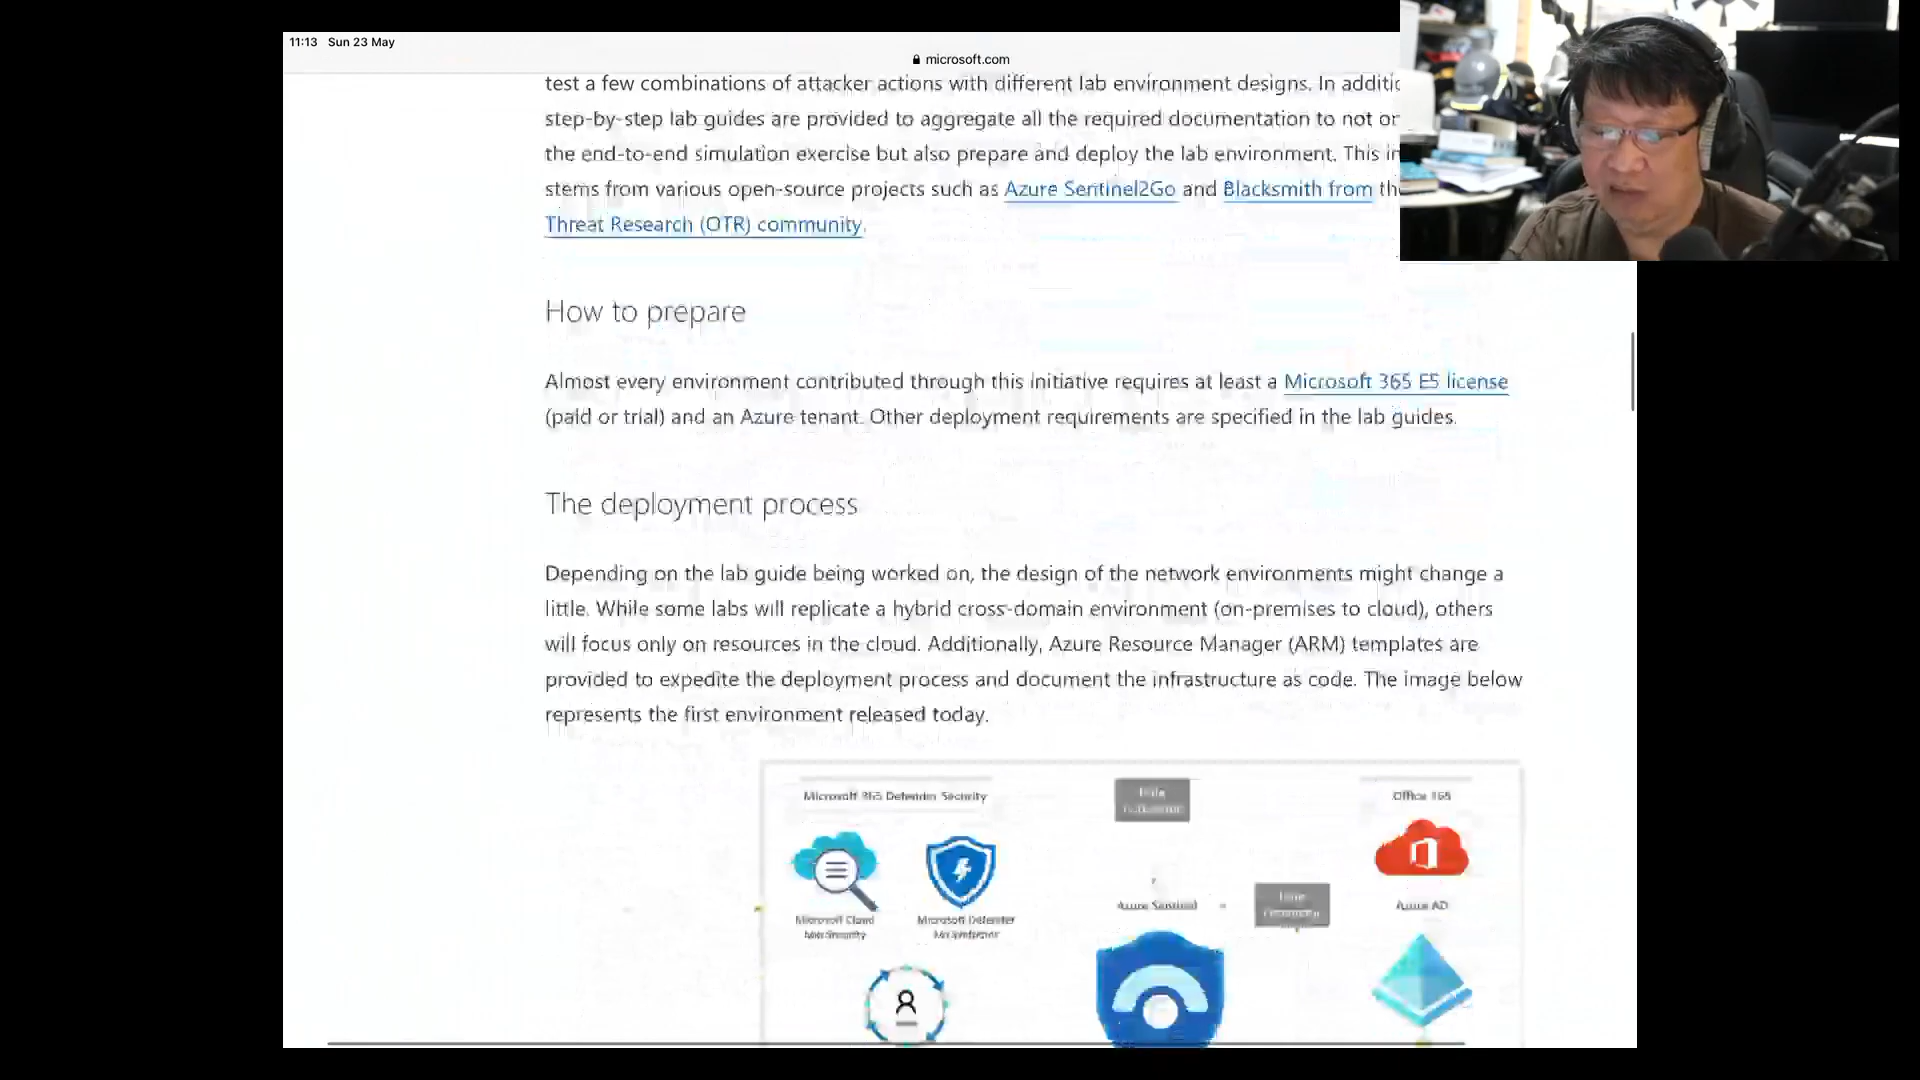 11:13 Sun 23 May
microsoft.com
test a few combinations of attacker actions with different lab environment designs. In additic
step-by-step lab guides are provided to aggregate all the required documentation to not or
the end-to-end simulation exercise but also prepare and deploy the lab environment. This in
stems from various open-source projects such as Azure Sentinel2Go and Blacksmith from the
Threat Research (OTR) community.
How to prepare
Almost every environment contributed through this initiative requires at least a Microsoft 365 E5 license
(paid or trial) and an Azure tenant. Other deployment requirements are specified in the lab guides.
The deployment process
Depending on the lab guide being worked on, the design of the network environments might change a
little. While some labs will replicate a hybrid cross-domain environment (on-premises to cloud), others
will focus only on resources in the cloud. Additionally, Azure Resource Manager (ARM) templates are
provided to expedite the deployment process and document the infrastructure as code. The image below
represents the first environment released today.
Microsoft 365 Defender Security
Office 365
Azure Sentinel
Azure AD
Microsoft Cloud
App Security
Microsoft Defender
for Endpoint